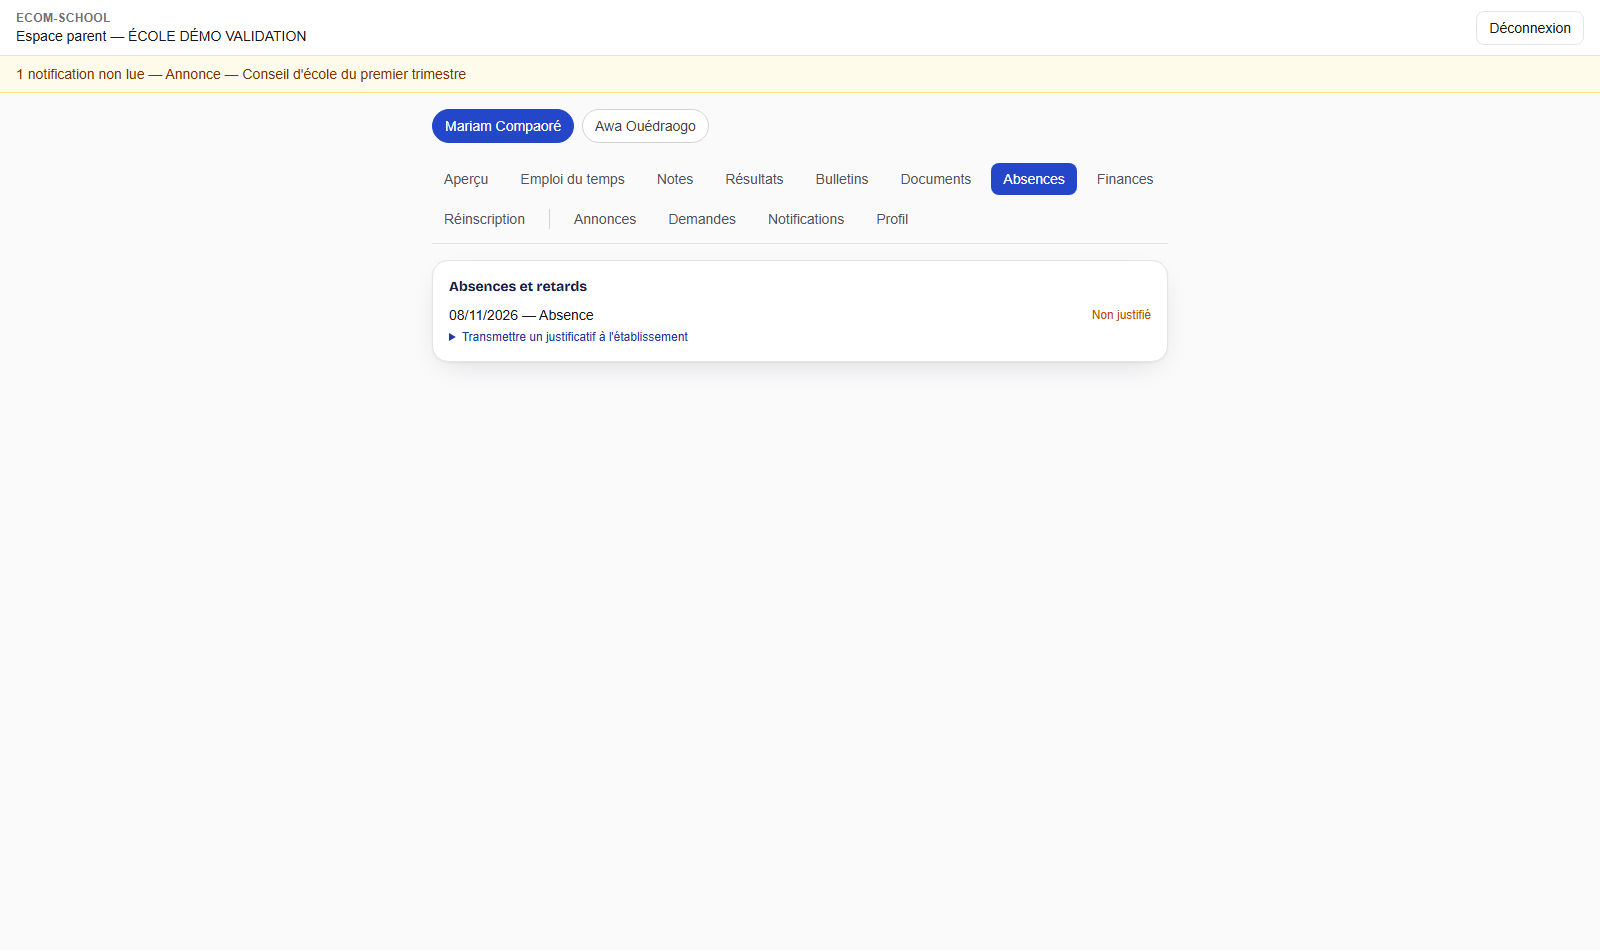 ECOM-SCHOOL
Espace parent — ÉCOLE DÉMO VALIDATION
Déconnexion
1 notification non lue — Annonce — Conseil d'école du premier trimestre
Mariam Compaoré
Awa Ouédraogo
Aperçu
Emploi du temps
Notes
Résultats
Bulletins
Documents
Absences
Finances
Réinscription
Annonces
Demandes
Notifications
Profil
Absences et retards
08/11/2026 — Absence
Non justifié
Transmettre un justificatif à l'établissement